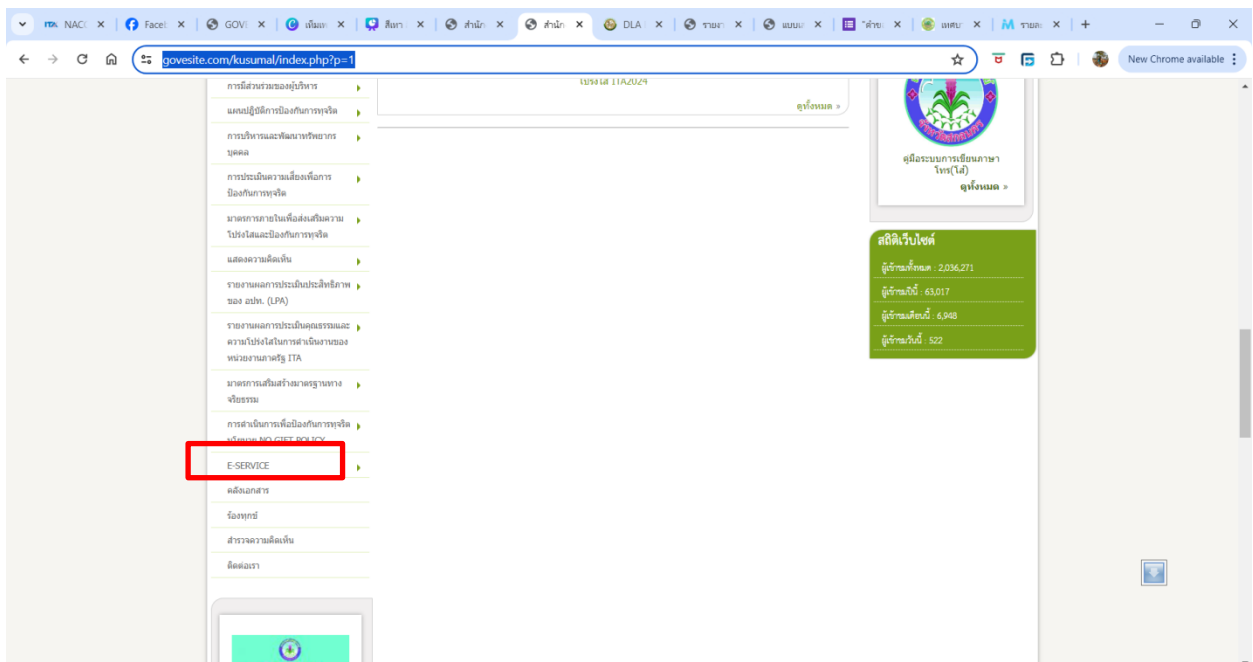 NACC
Facel
GOVE
สำนัก
DLA
รายก
แบบแ
รายละ
New Chrome available
govesite.com/kusumal/index.php?p=1
การมีส่วนร่วมของผู้บริหาร
แผนปฏิบัติการป้องกันการทุจริต
การบริหารและพัฒนาทรัพยากร
บุคคล
การประเมินความเสี่ยงเพื่อการ
ป้องกันการทุจริต
มาตรการภายในเพื่อส่งเสริมความ
โปร่งใสและป้องกันการทุจริต
แสดงความคิดเห็น
รายงานผลการประเมินประสิทธิภาพ
ของ อปท. (LPA)
รายงานผลการประเมินคุณธรรมและ
ความโปร่งใสในการดำเนินงานของ
หน่วยงานภาครัฐ ITA
มาตรการเสริมสร้างมาตรฐานทาง
จริยธรรม
การดำเนินการเพื่อป้องกันการทุจริต
นโยบาย NO GIFT POLICY
E-SERVICE
คลังเอกสาร
ร้องทุกข์
สำรวจความคิดเห็น
ติดต่อเรา
โปร่งใส ITA2024
ดูทั้งหมด »
คู่มือระบบการเขียนภาษา
โทร(โส้)
ดูทั้งหมด »
สถิติเว็บไซต์
ผู้เข้าชมทั้งหมด : 2,036,271
ผู้เข้าชมปีนี้ : 63,017
ผู้เข้าชมเดือนนี้ : 6,948
ผู้เข้าชมวันนี้ : 522